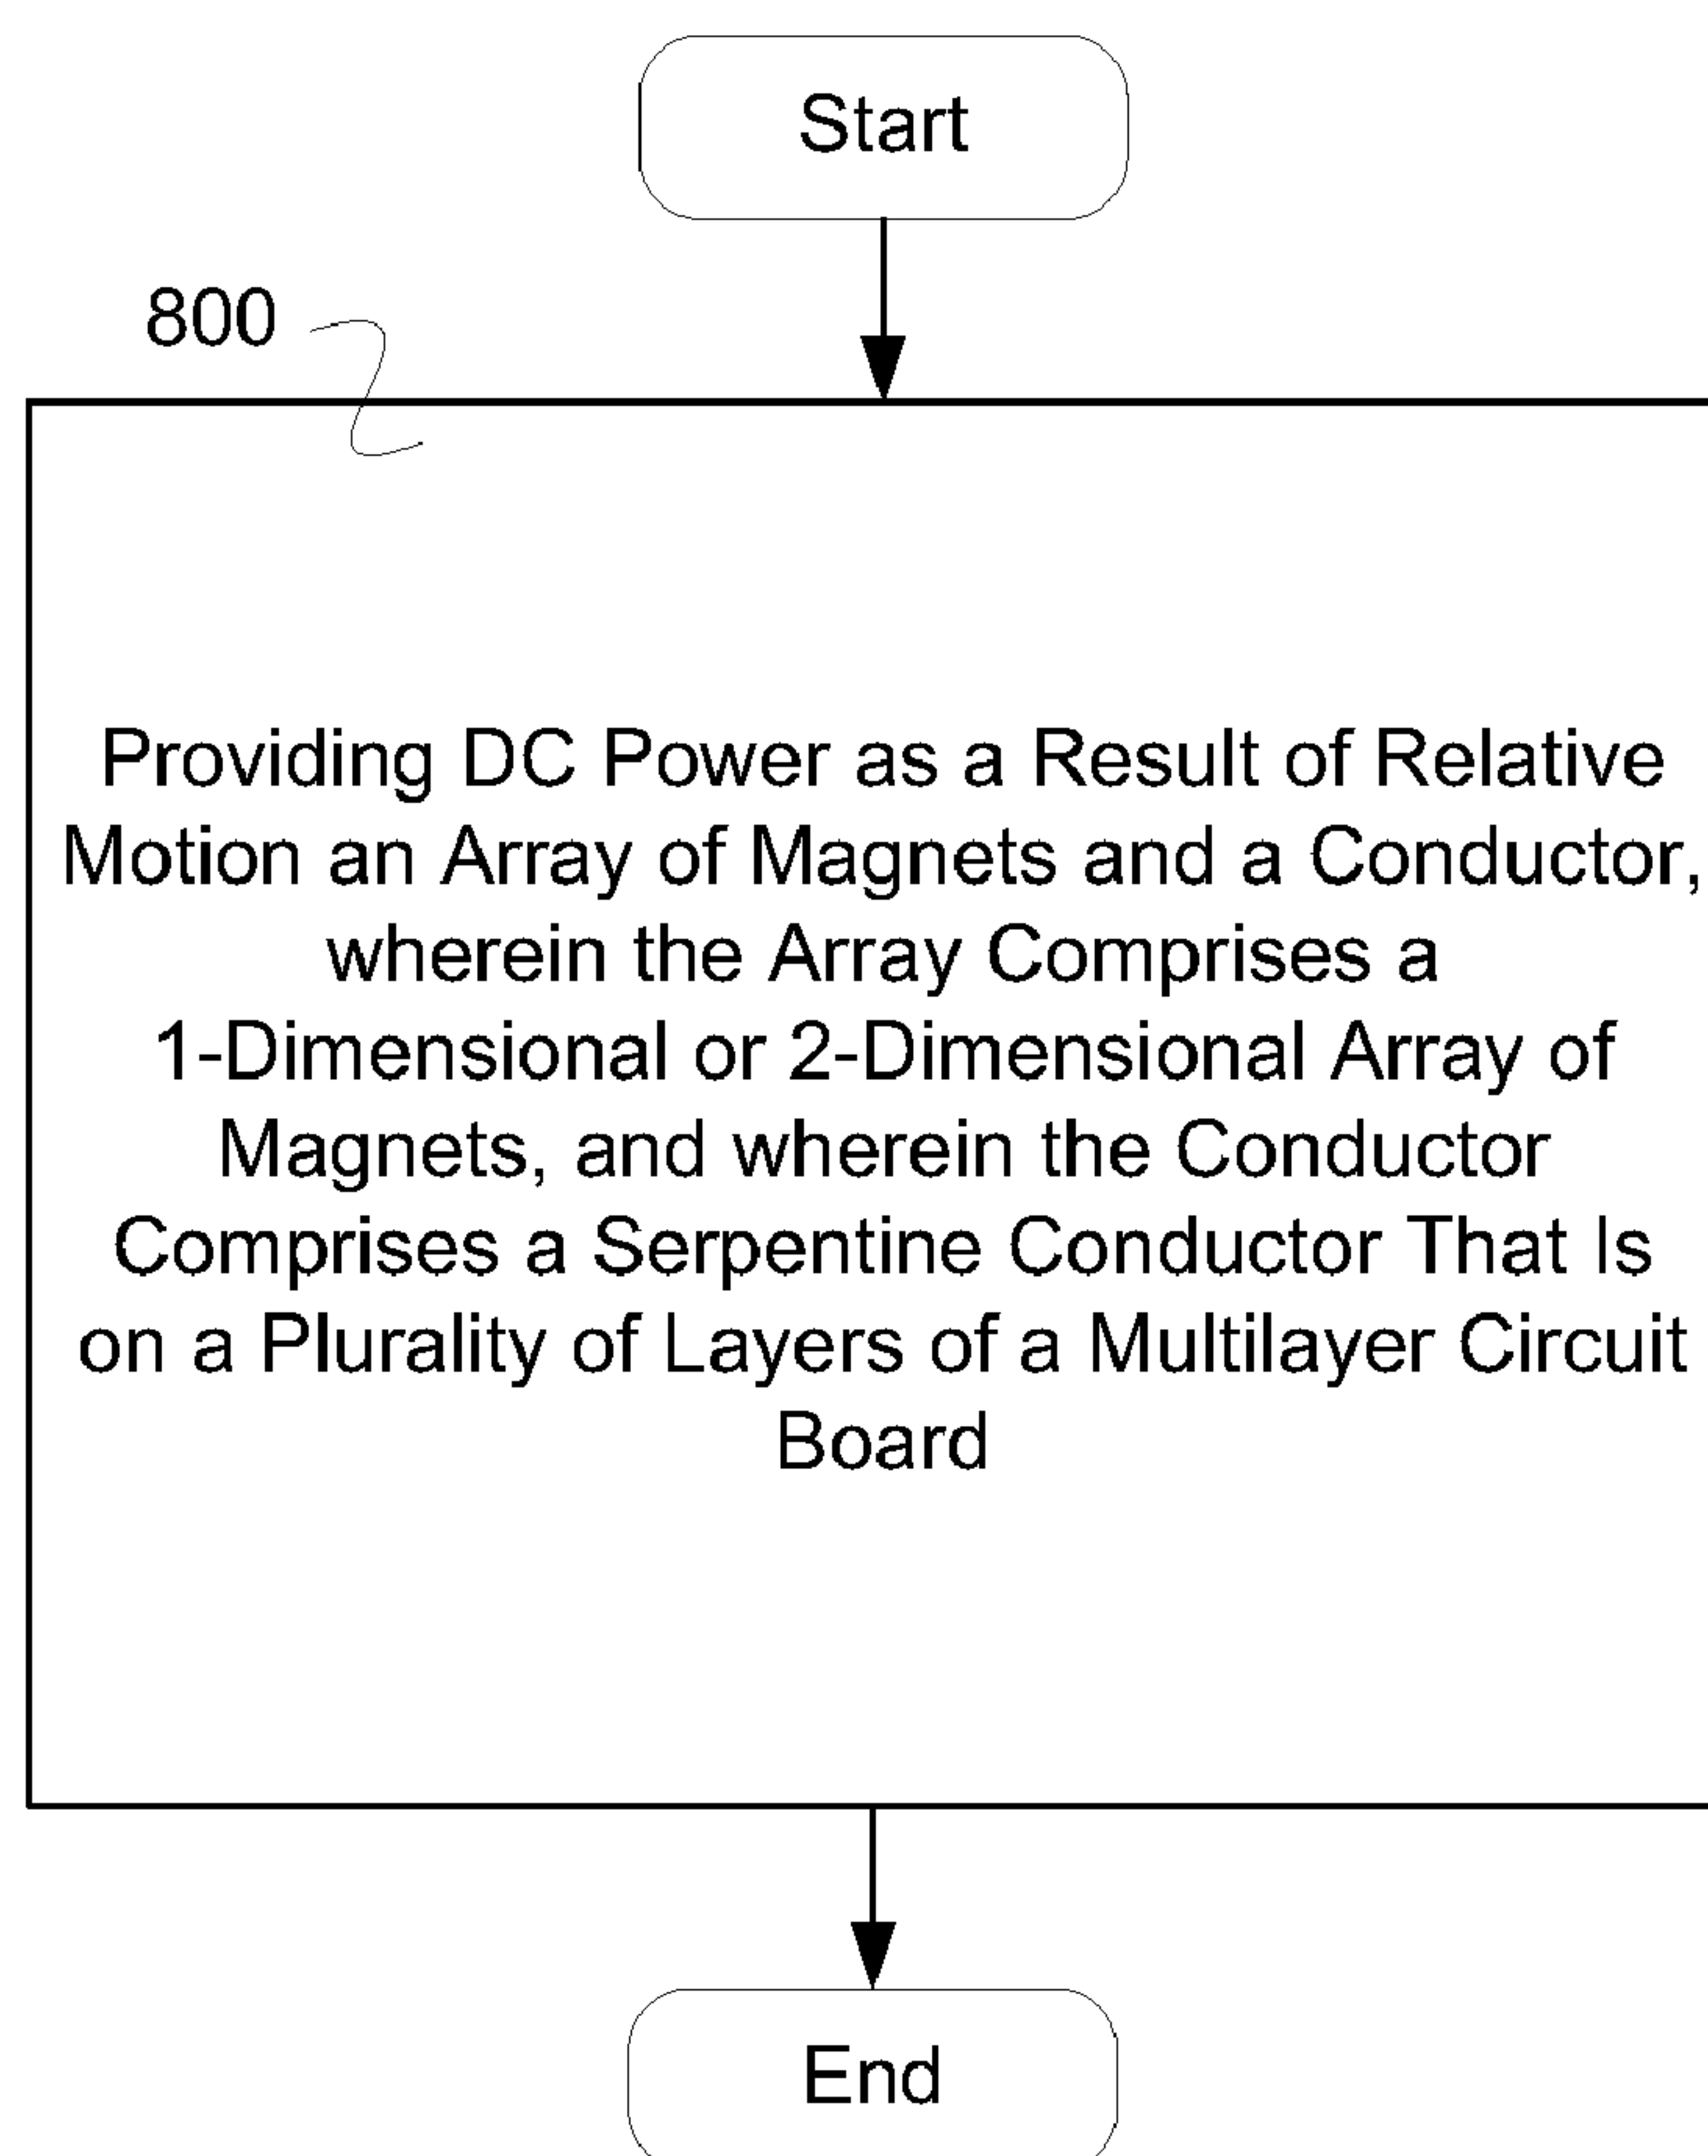 Start
800
Providing DC Power as a Result of Relative
Motion an Array of Magnets and a Conductor,
wherein the Array Comprises a
1-Dimensional or 2-Dimensional Array of
Magnets, and wherein the Conductor
Comprises a Serpentine Conductor That Is
on a Plurality of Layers of a Multilayer Circuit
Board
End